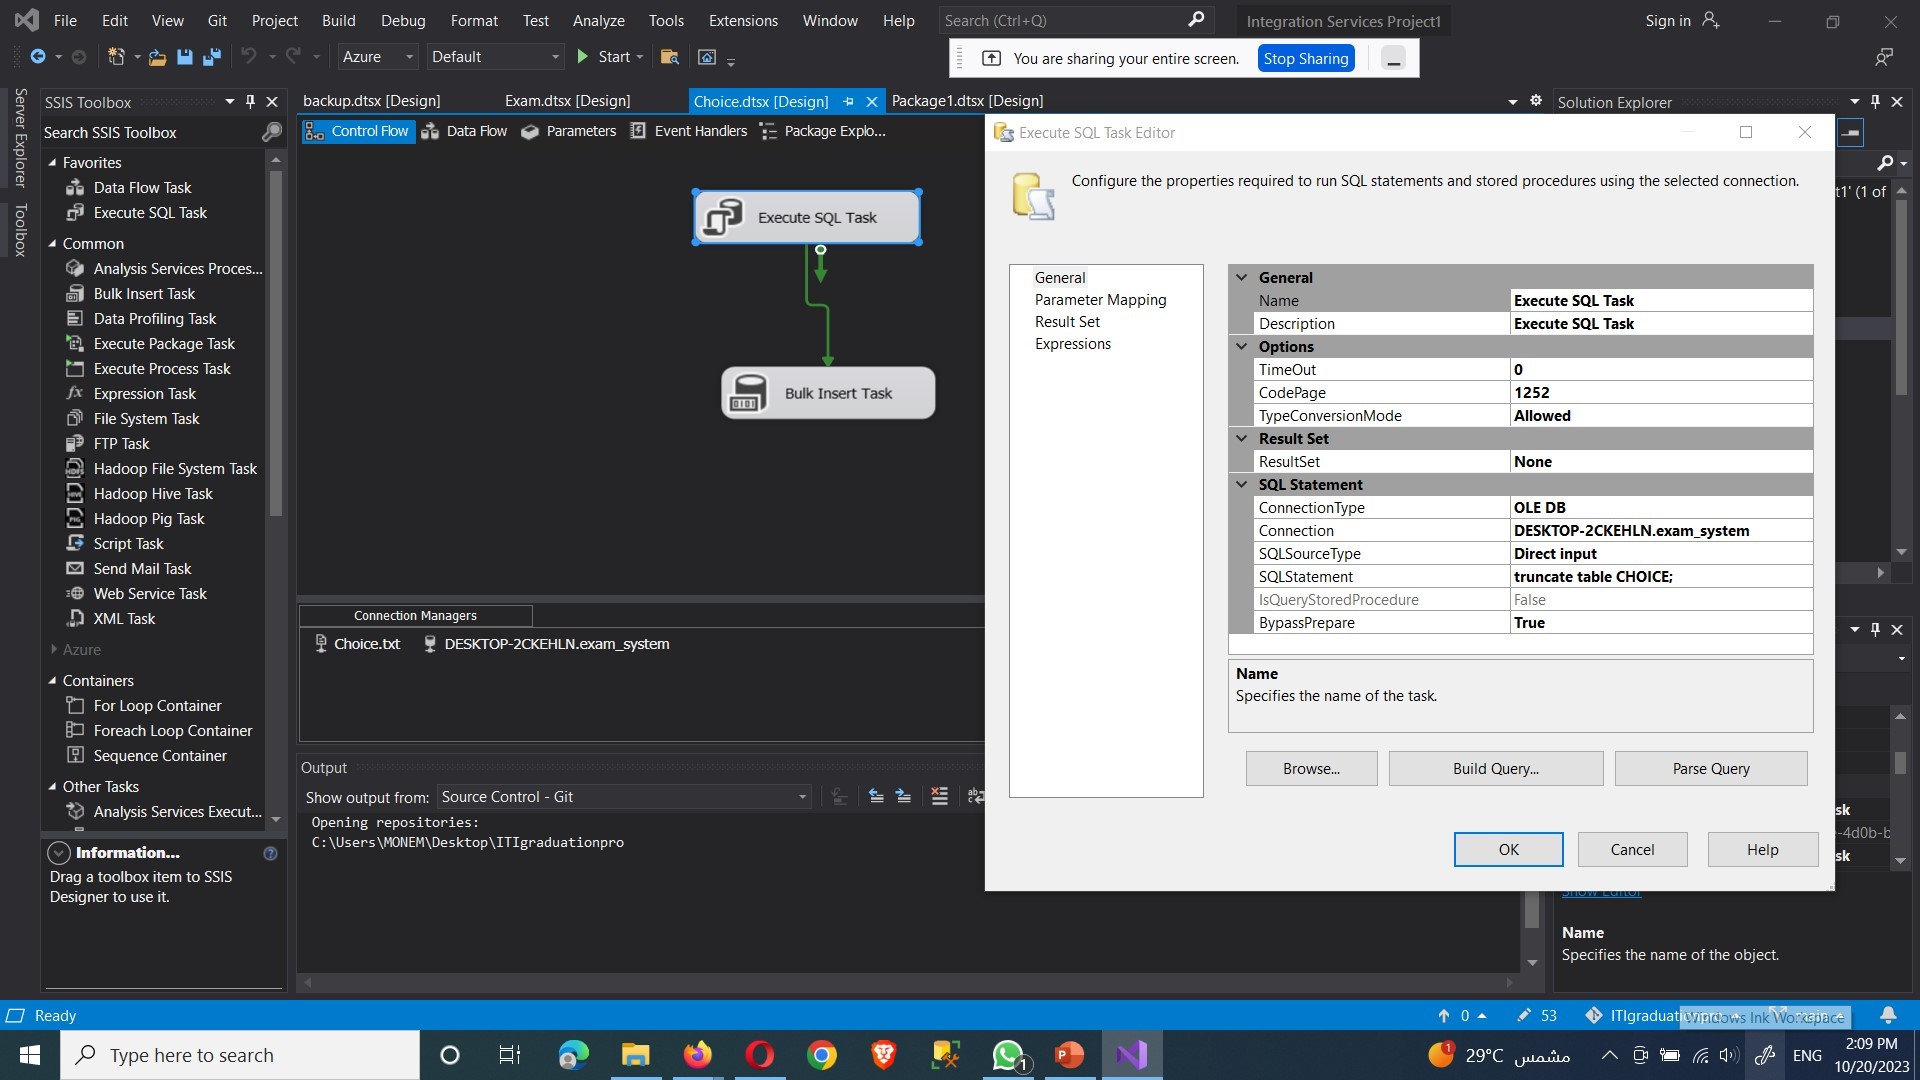 File Edit View Git Project Build Debug Format Test Analyze Tools Extensions Window Help Search (Ctrl+Q) Integration Services Project1 Sign in
Azure Default Start
You are sharing your entire screen. Stop Sharing
Server Explorer
Toolbox
SSIS Toolbox
Search SSIS Toolbox
Favorites
Data Flow Task
Execute SQL Task
Common
Analysis Services Proces...
Bulk Insert Task
Data Profiling Task
Execute Package Task
Execute Process Task
Expression Task
File System Task
FTP Task
Hadoop File System Task
Hadoop Hive Task
Hadoop Pig Task
Script Task
Send Mail Task
Web Service Task
XML Task
Azure
Containers
For Loop Container
Foreach Loop Container
Sequence Container
Other Tasks
Analysis Services Execut...
Information...
Drag a toolbox item to SSIS
Designer to use it.
backup.dtsx [Design] Exam.dtsx [Design] Choice.dtsx [Design] Package1.dtsx [Design]
Control Flow Data Flow Parameters Event Handlers Package Explo...
Execute SQL Task
Bulk Insert Task
Connection Managers
Choice.txt DESKTOP-2CKEHLN.exam_system
Output
Show output from: Source Control - Git
Opening repositories:
C:\Users\MONEM\Desktop\ITIgraduationpro
Execute SQL Task Editor
Configure the properties required to run SQL statements and stored procedures using the selected connection.
General
Parameter Mapping
Result Set
Expressions
General
Name Execute SQL Task
Description Execute SQL Task
Options
TimeOut 0
CodePage 1252
TypeConversionMode Allowed
Result Set
ResultSet None
SQL Statement
ConnectionType OLE DB
Connection DESKTOP-2CKEHLN.exam_system
SQLSourceType Direct input
SQLStatement truncate table CHOICE;
IsQueryStoredProcedure False
BypassPrepare True
Name
Specifies the name of the task.
Browse... Build Query... Parse Query
OK Cancel Help
Solution Explorer
t1' (1 of
sk
-4d0b-b
sk
Show Editor
Name
Specifies the name of the object.
Ready 0 53 Windows Ink Workspace
Type here to search
1
1 29°C مشمس ENG 2:09 PM
10/20/2023